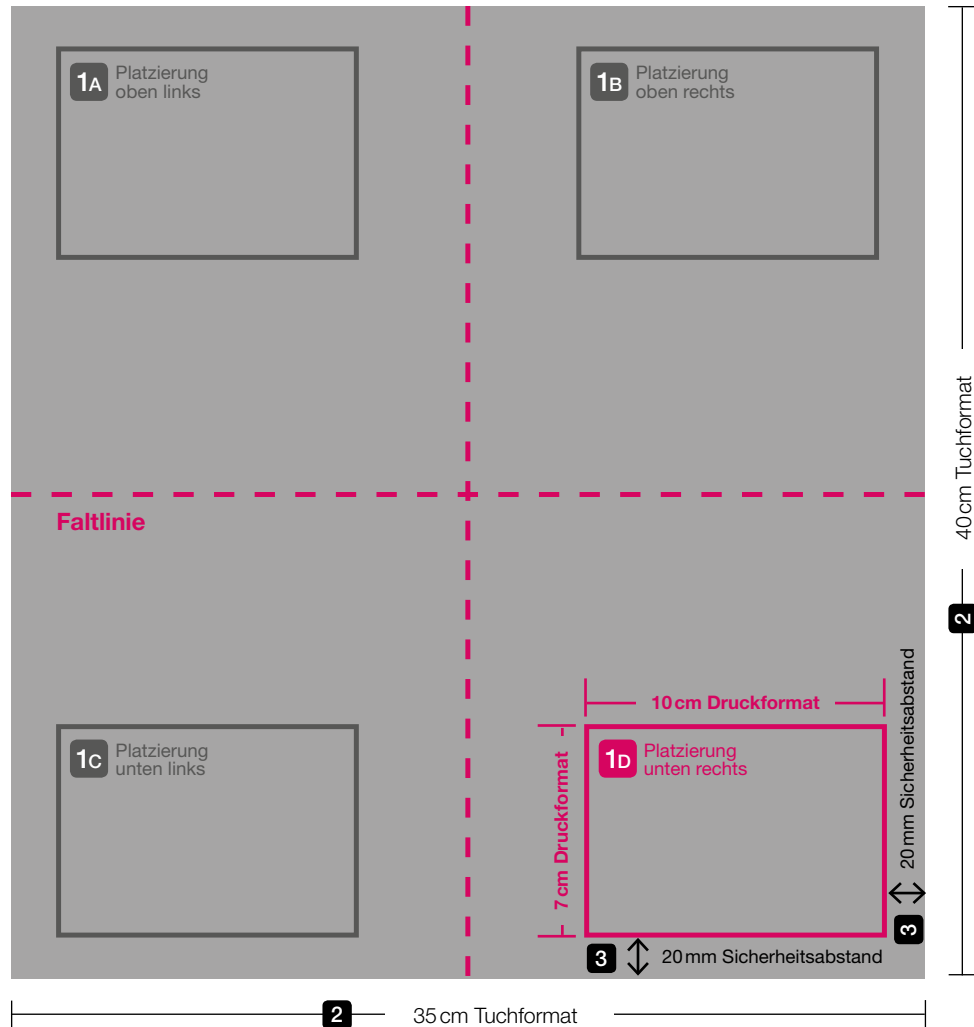 1A Platzierung
oben links
1B Platzierung
oben rechts
40 cm Tuchformat
2
Faltlinie
1C Platzierung
unten links
10 cm Druckformat
7 cm Druckformat
1D Platzierung
unten rechts
20 mm Sicherheitsabstand
3
3 20 mm Sicherheitsabstand
2 35 cm Tuchformat